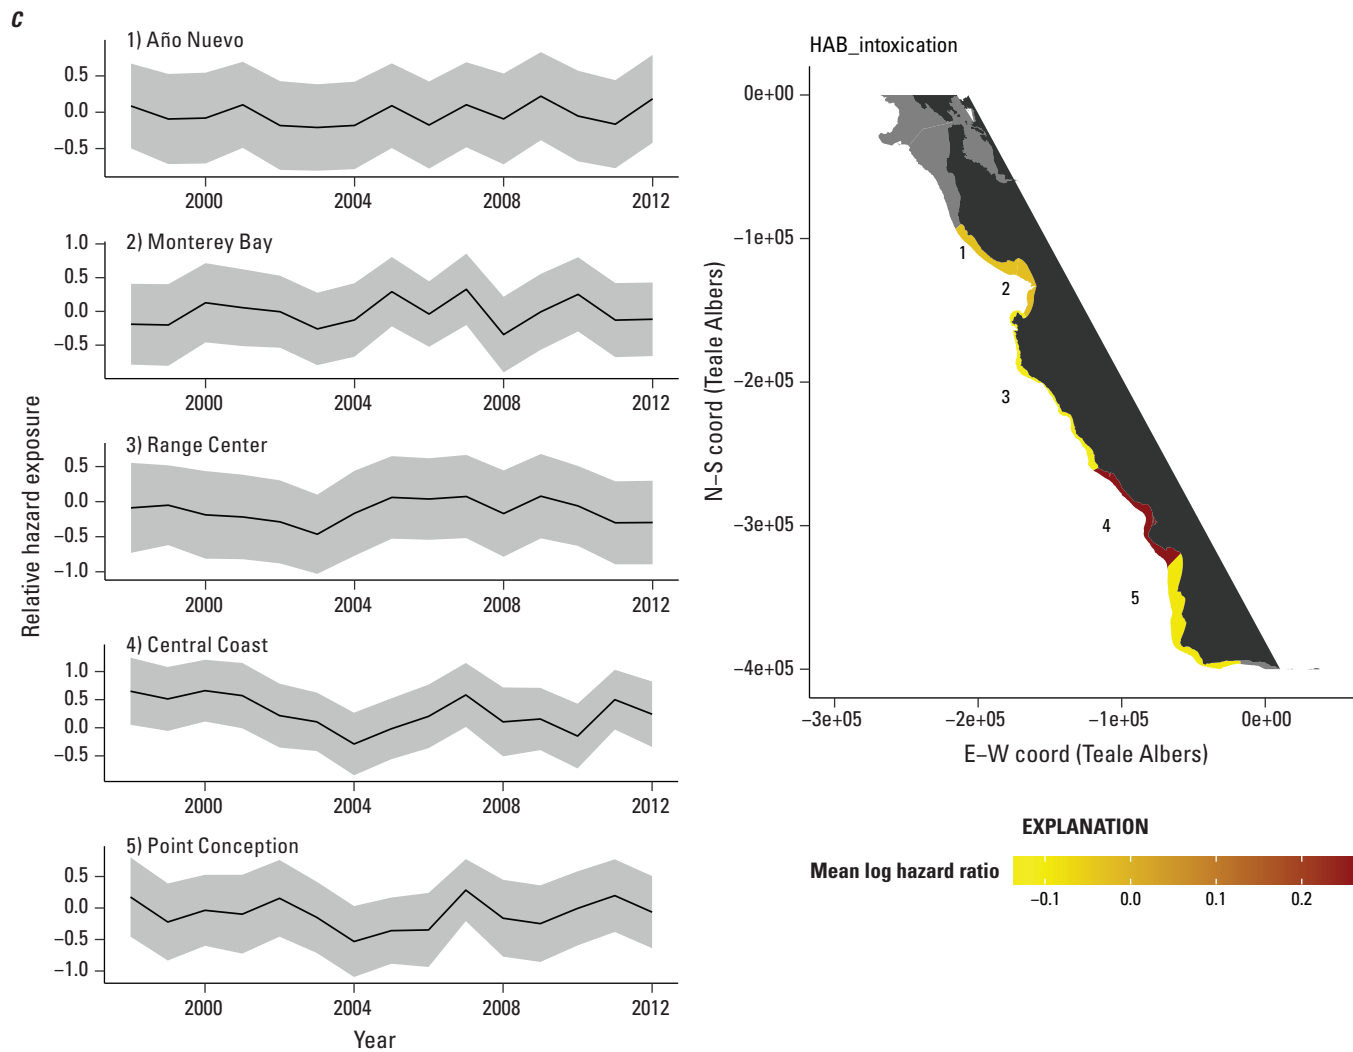 C
1) Año Nuevo
0.5
0.0
−0.5
2000
2004
2008
2012
2) Monterey Bay
1.0
0.5
0.0
−0.5
2000
2004
2008
2012
3) Range Center
0.5
0.0
−0.5
−1.0
2000
2004
2008
2012
4) Central Coast
1.0
0.5
0.0
−0.5
2000
2004
2008
2012
5) Point Conception
0.5
0.0
−0.5
−1.0
2000
2004
2008
2012
Relative hazard exposure
Year
HAB_intoxication
0e+00
−1e+05
−2e+05
−3e+05
−4e+05
N–S coord (Teale Albers)
1
2
3
4
5
−3e+05
−2e+05
−1e+05
0e+00
E–W coord (Teale Albers)
EXPLANATION
Mean log hazard ratio
−0.1
0.0
0.1
0.2